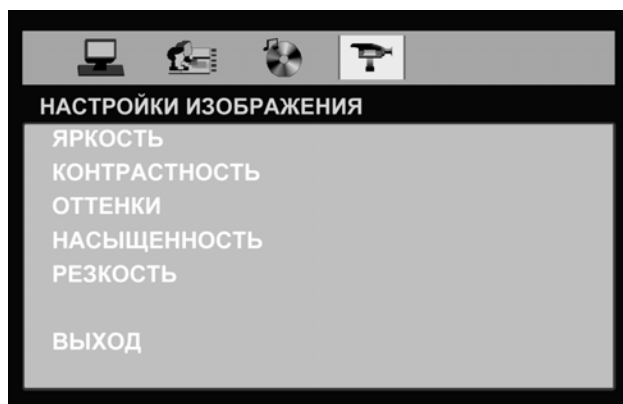 НАСТРОЙКИ ИЗОБРАЖЕНИЯ
ЯРКОСТЬ
КОНТРАСТНОСТЬ
ОТТЕНКИ
НАСЫЩЕННОСТЬ
РЕЗКОСТЬ
ВЫХОД